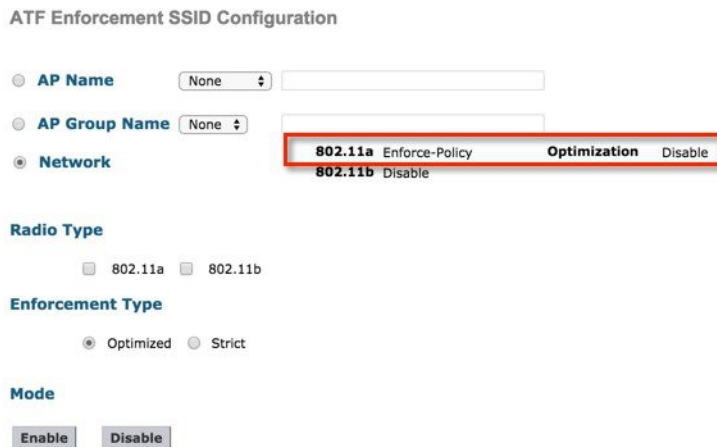 ATF Enforcement SSID Configuration
AP Name None
AP Group Name None
802.11a Enforce-Policy Optimization Disable
Network
802.11b Disable
Radio Type
802.11a 802.11b
Enforcement Type
Optimized Strict
Mode
Enable Disable